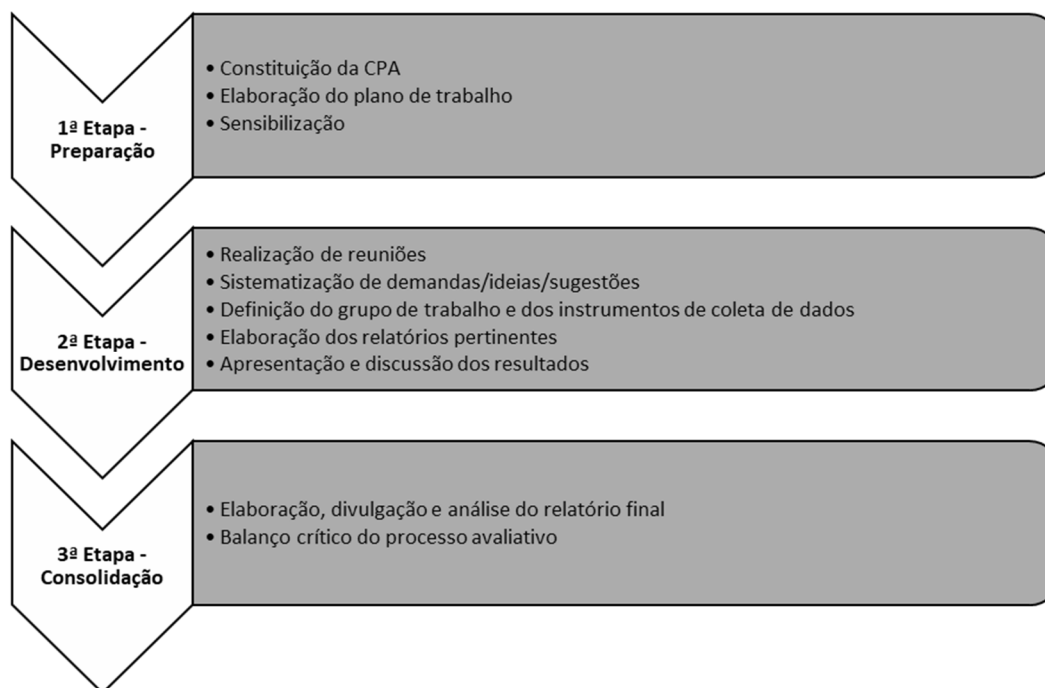 1ª Etapa -
Preparação
• Constituição da CPA
• Elaboração do plano de trabalho
• Sensibilização
2ª Etapa -
Desenvolvimento
• Realização de reuniões
• Sistematização de demandas/ideias/sugestões
• Definição do grupo de trabalho e dos instrumentos de coleta de dados
• Elaboração dos relatórios pertinentes
• Apresentação e discussão dos resultados
3ª Etapa -
Consolidação
• Elaboração, divulgação e análise do relatório final
• Balanço crítico do processo avaliativo